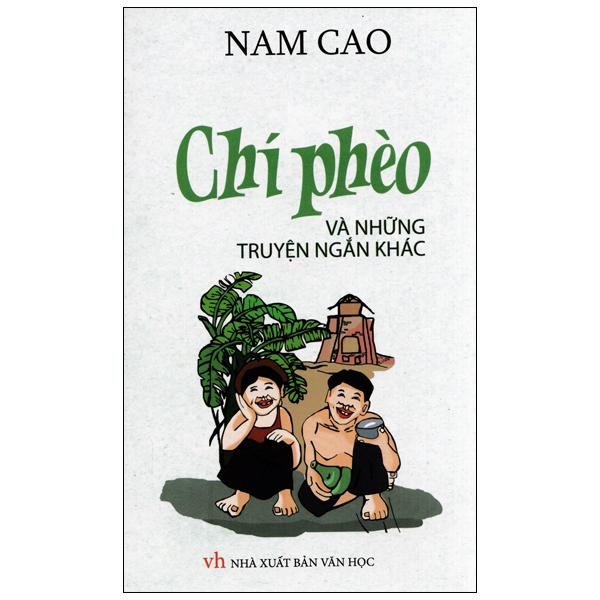 NAM CAO
Chí phèo
VÀ NHỮNG
TRUYỆN NGẮN KHÁC
vh NHÀ XUẤT BẢN VĂN HỌC